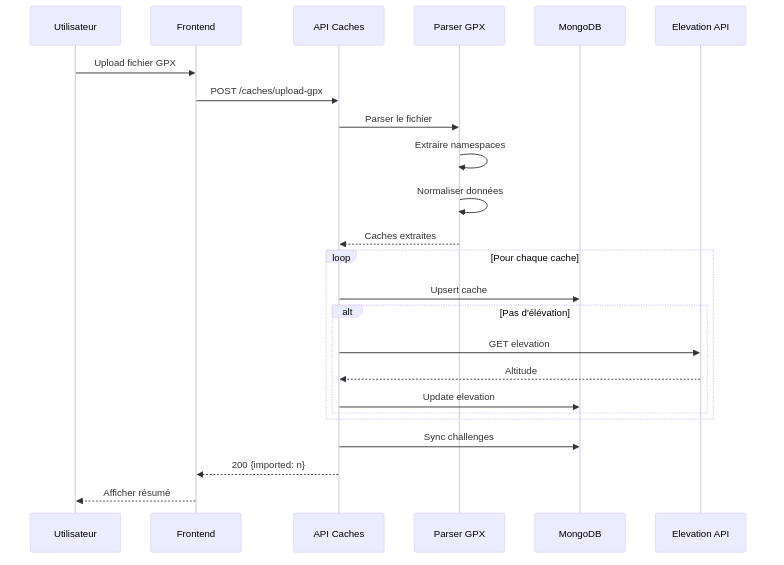 Utilisateur
Frontend
API Caches
Parser GPX
MongoDB
Elevation API
Upload fichier GPX
POST /caches/upload-gpx
Parser le fichier
Extraire namespaces
Normaliser données
Caches extraites
loop
[Pour chaque cache]
Upsert cache
alt
[Pas d'élévation]
GET elevation
Altitude
Update elevation
Sync challenges
200 {imported: n}
Afficher résumé
Utilisateur
Frontend
API Caches
Parser GPX
MongoDB
Elevation API